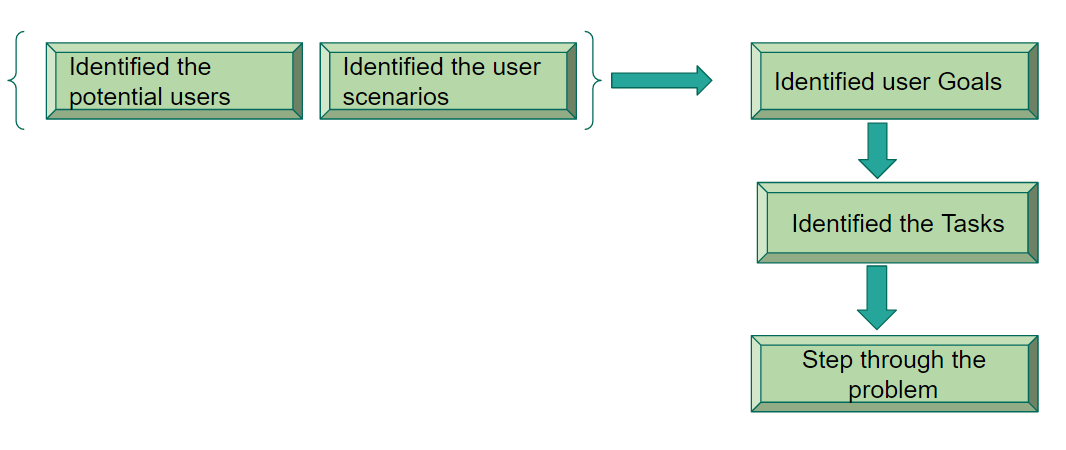 Identified the
potential users
Identified the user
scenarios
Identified user Goals
Identified the Tasks
Step through the
problem